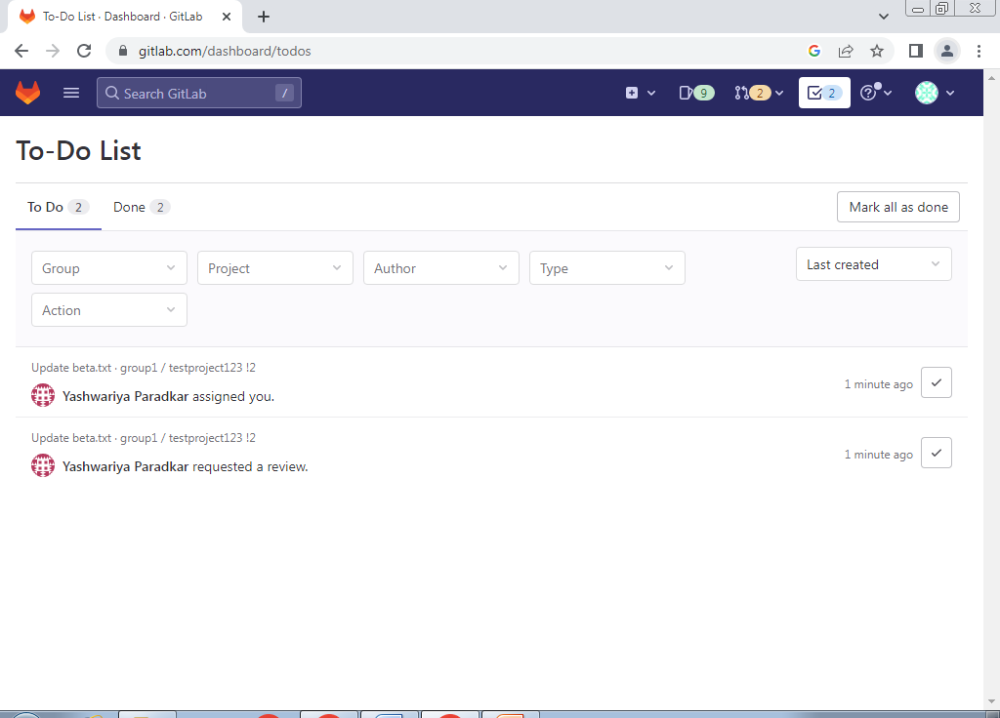 To-Do List · Dashboard · GitLab
gitlab.com/dashboard/todos
Search GitLab /
9
2
2
To-Do List
To Do 2
Done 2
Mark all as done
Group
Project
Author
Type
Last created
Action
Update beta.txt · group1 / testproject123 !2
Yashwariya Paradkar assigned you.
1 minute ago
Update beta.txt · group1 / testproject123 !2
Yashwariya Paradkar requested a review.
1 minute ago